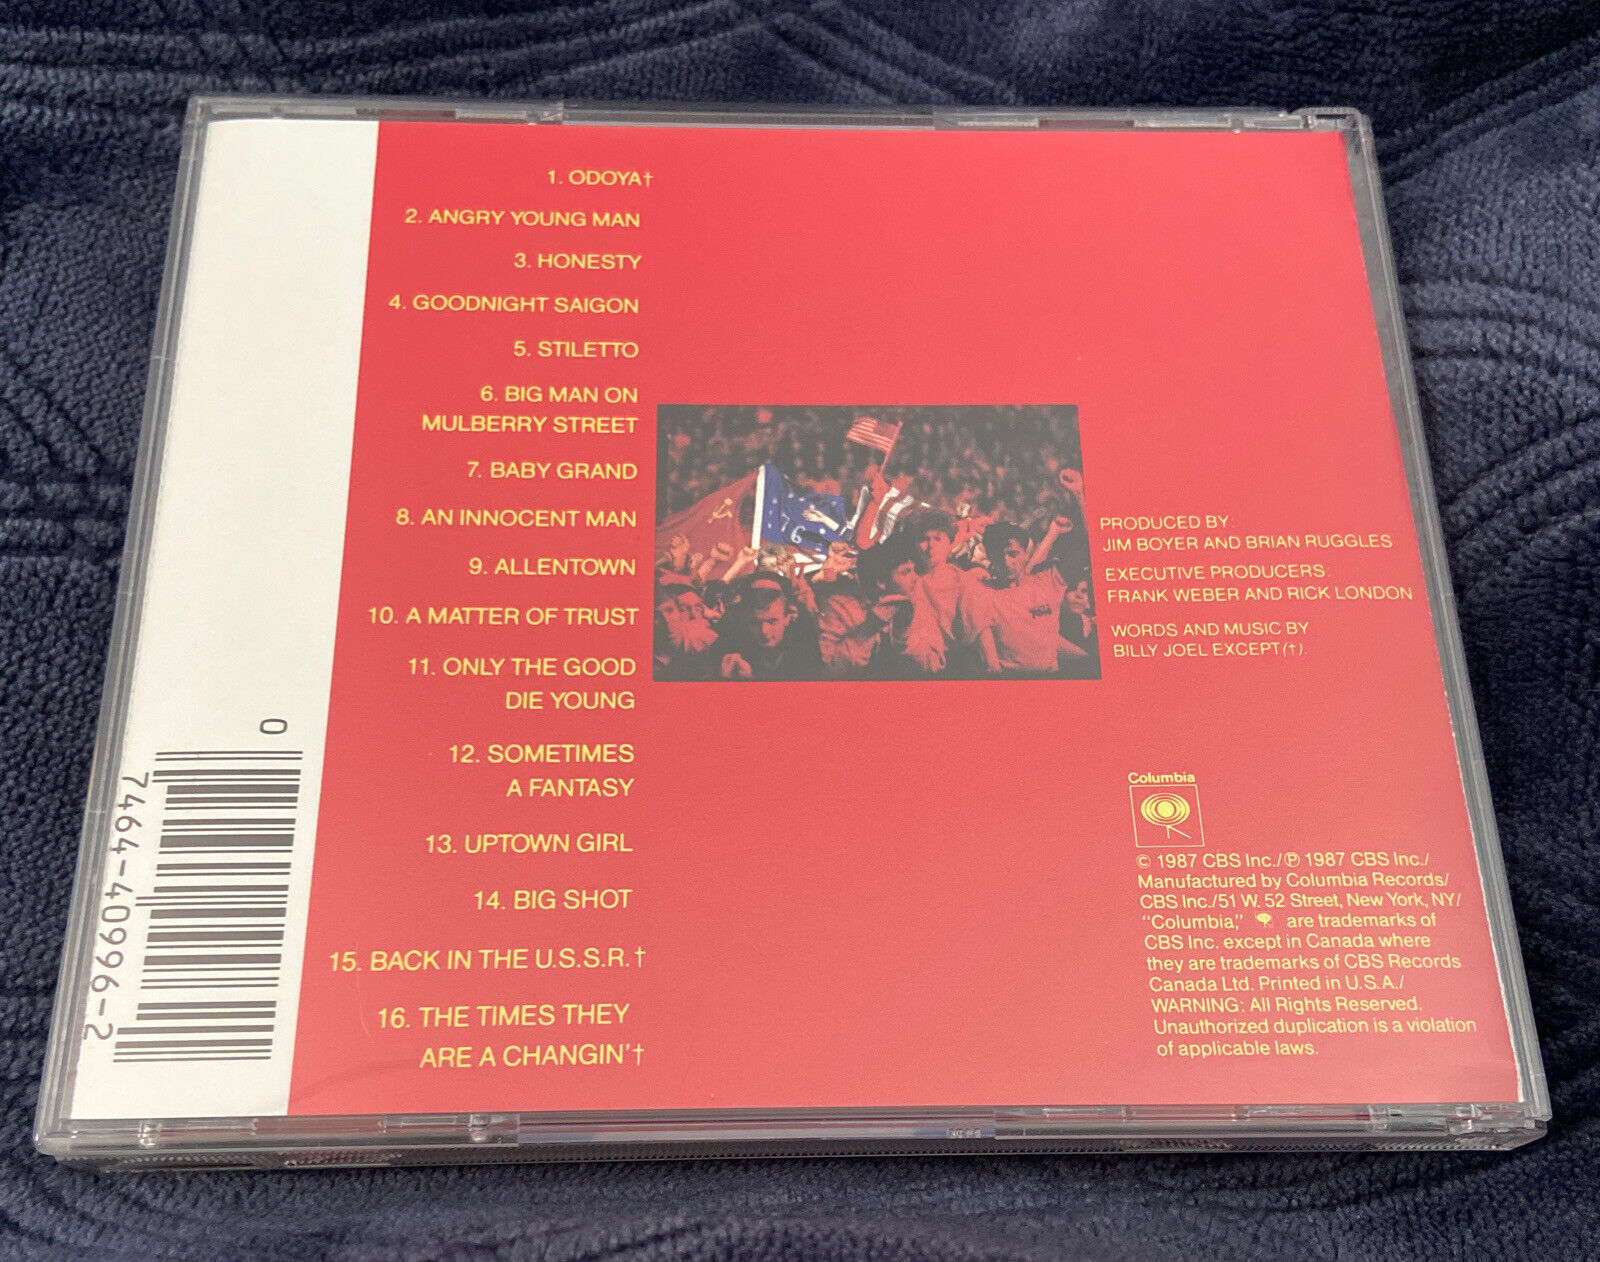 1. ODOYA†
2. ANGRY YOUNG MAN
3. HONESTY
4. GOODNIGHT SAIGON
5. STILETTO
6. BIG MAN ON
MULBERRY STREET
7. BABY GRAND
8. AN INNOCENT MAN
9. ALLENTOWN
10. A MATTER OF TRUST
11. ONLY THE GOOD
DIE YOUNG
12. SOMETIMES
A FANTASY
13. UPTOWN GIRL
14. BIG SHOT
15. BACK IN THE U.S.S.R.†
16. THE TIMES THEY
ARE A CHANGIN'†
76
PRODUCED BY:
JIM BOYER AND BRIAN RUGGLES
EXECUTIVE PRODUCERS:
FRANK WEBER AND RICK LONDON
WORDS AND MUSIC BY
BILLY JOEL EXCEPT(†).
Columbia
© 1987 CBS Inc./℗ 1987 CBS Inc./
Manufactured by Columbia Records/
CBS Inc./51 W. 52 Street, New York, NY/
"Columbia," are trademarks of
CBS Inc. except in Canada where
they are trademarks of CBS Records
Canada Ltd. Printed in U.S.A./
WARNING: All Rights Reserved.
Unauthorized duplication is a violation
of applicable laws.
0
7464-40996-2